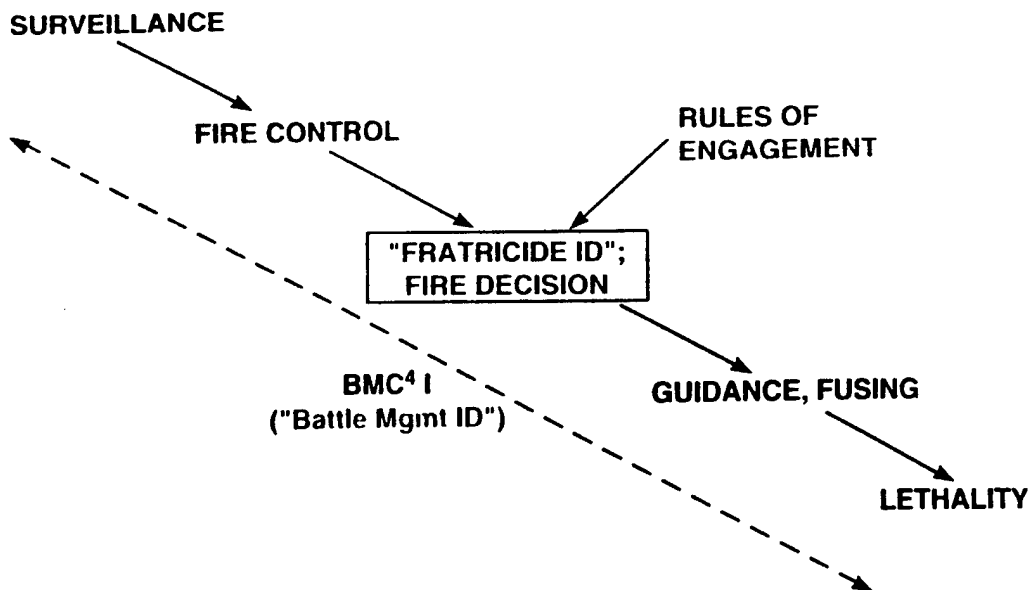 SURVEILLANCE
FIRE CONTROL
RULES OF
ENGAGEMENT
"FRATRICIDE ID";
FIRE DECISION
BMC⁴ I
("Battle Mgmt ID")
GUIDANCE, FUSING
LETHALITY